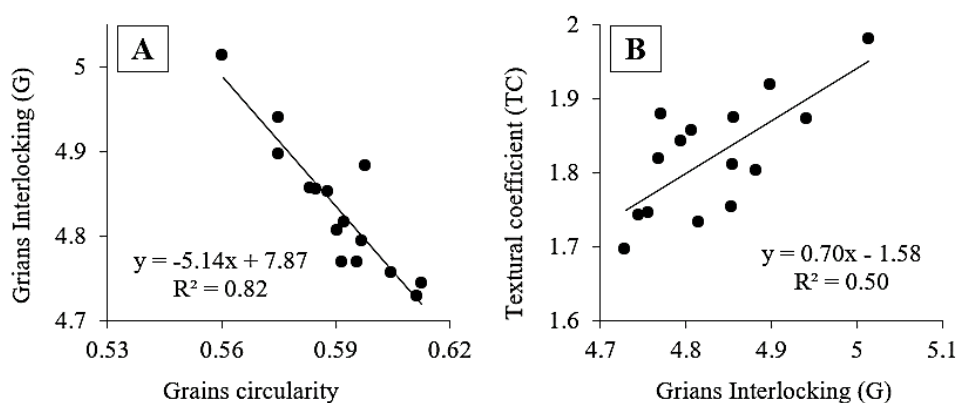 A
Grians Interlocking (G)
5
4.9
4.8
4.7
0.53
0.56
0.59
0.62
y = -5.14x + 7.87
R² = 0.82
Grains circularity
B
Textural coefficient (TC)
2
1.9
1.8
1.7
1.6
4.7
4.8
4.9
5
5.1
y = 0.70x - 1.58
R² = 0.50
Grians Interlocking (G)